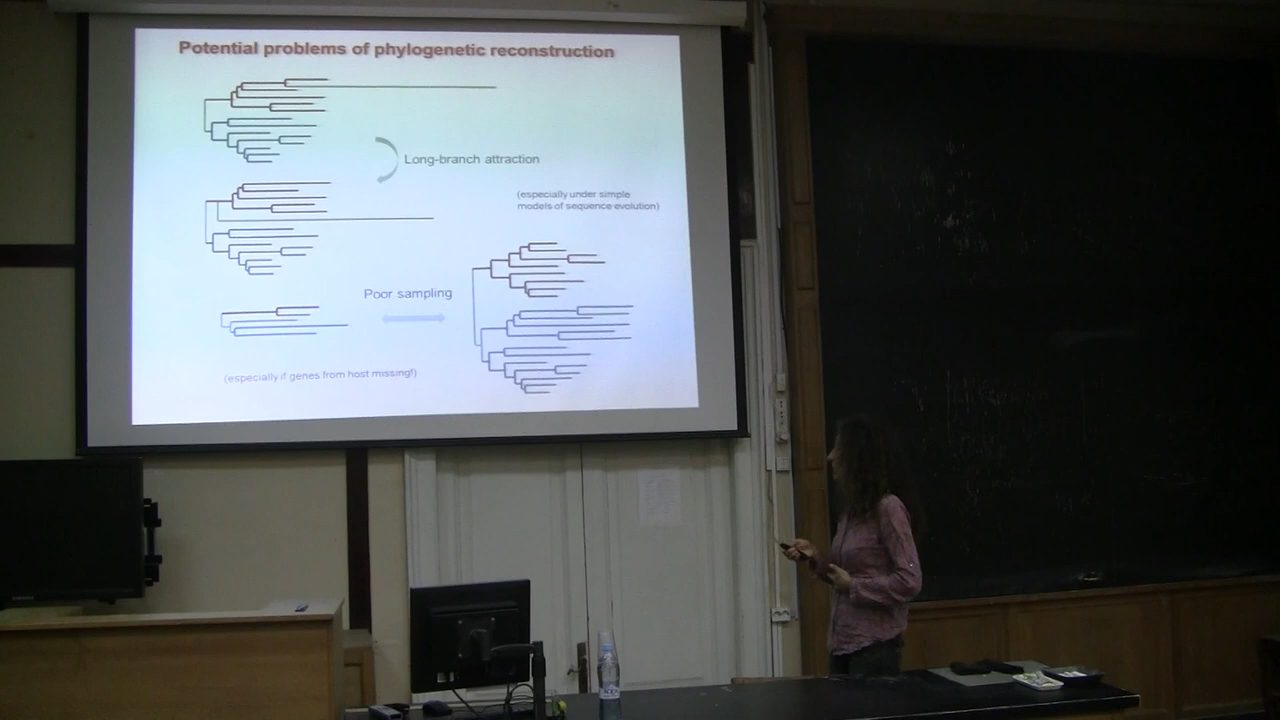 Potential problems of phylogenetic reconstruction
Long-branch attraction
(especially under simple
models of sequence evolution)
Poor sampling
(especially if genes from host missing!)